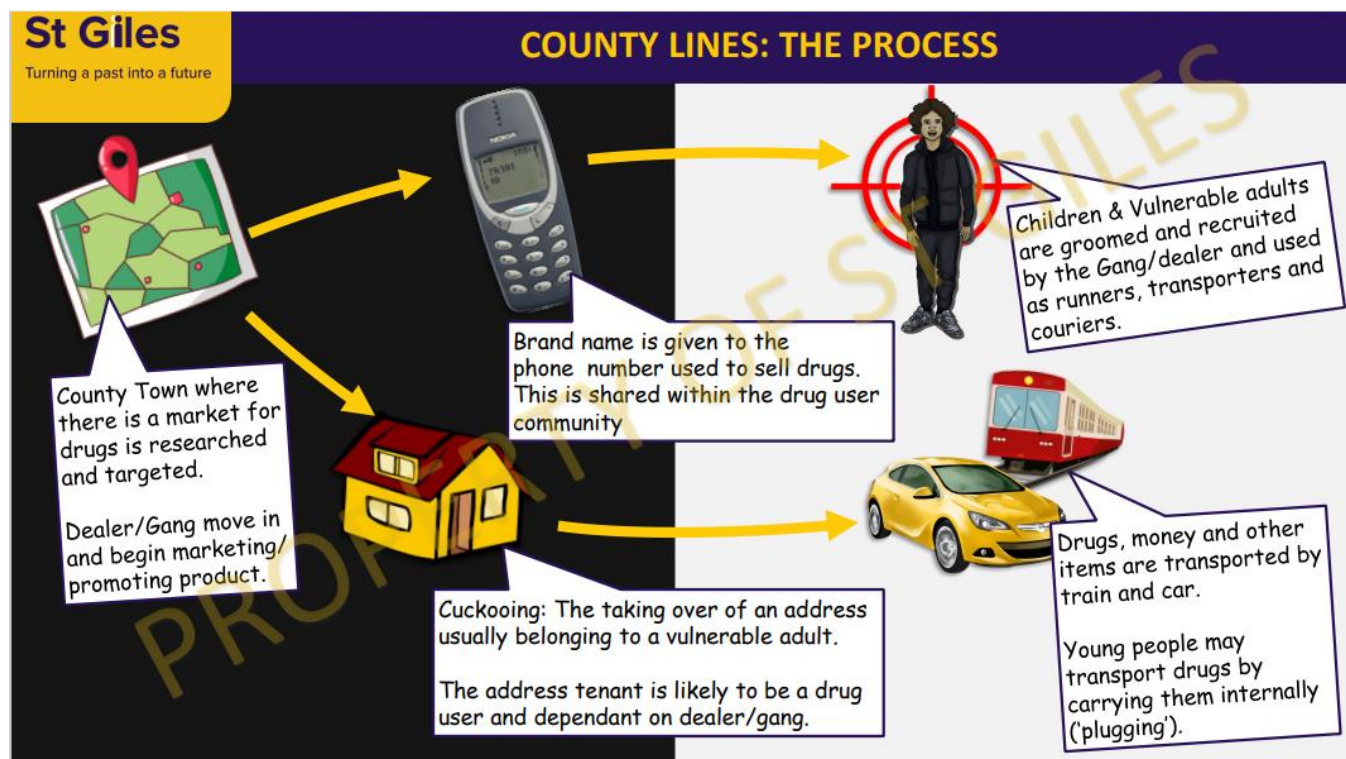 St Giles
Turning a past into a future
COUNTY LINES: THE PROCESS
NOKIA
76301
Children & Vulnerable adults
are groomed and recruited
by the Gang/dealer and used
as runners, transporters and
couriers.
Brand name is given to the
phone number used to sell drugs.
This is shared within the drug user
community
County Town where
there is a market for
drugs is researched
and targeted.
Dealer/Gang move in
and begin marketing/
promoting product.
Cuckooing: The taking over of an address
usually belonging to a vulnerable adult.
The address tenant is likely to be a drug
user and dependant on dealer/gang.
Drugs, money and other
items are transported by
train and car.
Young people may
transport drugs by
carrying them internally
('plugging').
PROPERTY OF ST GILES